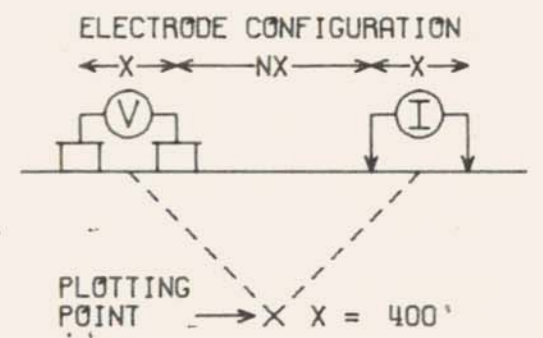 ELECTRODE CONFIGURATION
X NX X
V I
PLOTTING
POINT X X = 400'